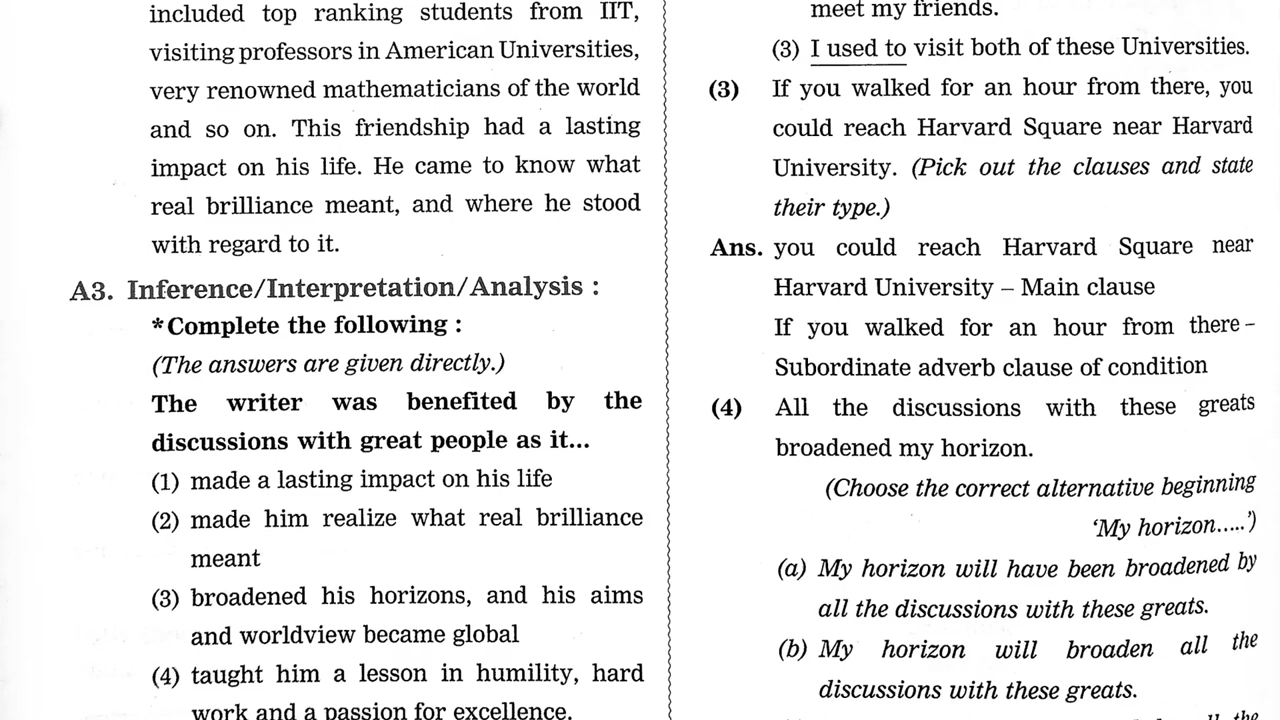 included top ranking students from IIT,
visiting professors in American Universities,
very renowned mathematicians of the world
and so on. This friendship had a lasting
impact on his life. He came to know what
real brilliance meant, and where he stood
with regard to it.
A3. Inference/Interpretation/Analysis :
*Complete the following :
(The answers are given directly.)
The writer was benefited by the
discussions with great people as it...
(1) made a lasting impact on his life
(2) made him realize what real brilliance
meant
(3) broadened his horizons, and his aims
and worldview became global
(4) taught him a lesson in humility, hard
work and a passion for excellence.
meet my friends.
(3) I used to visit both of these Universities.
(3) If you walked for an hour from there, you
could reach Harvard Square near Harvard
University. (Pick out the clauses and state
their type.)
Ans. you could reach Harvard Square near
Harvard University – Main clause
If you walked for an hour from there –
Subordinate adverb clause of condition
(4) All the discussions with these greats
broadened my horizon.
(Choose the correct alternative beginning
‘My horizon.....’)
(a) My horizon will have been broadened by
all the discussions with these greats.
(b) My horizon will broaden all the
discussions with these greats.